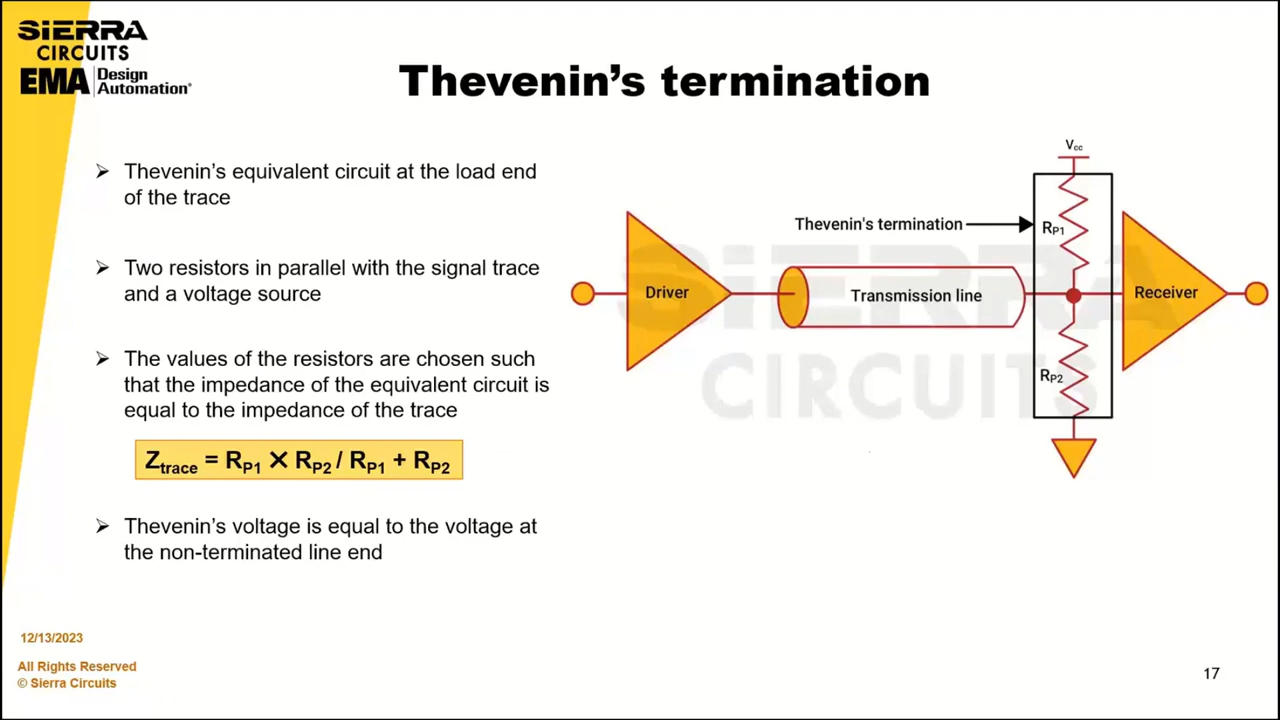 SiERRA
CIRCUITS
EMA Design
Automation®
Thevenin's termination
➢ Thevenin's equivalent circuit at the load end
of the trace
➢ Two resistors in parallel with the signal trace
and a voltage source
➢ The values of the resistors are chosen such
that the impedance of the equivalent circuit is
equal to the impedance of the trace
Ztrace = RP1 ✕ RP2 / RP1 + RP2
➢ Thevenin's voltage is equal to the voltage at
the non-terminated line end
Vcc
Thevenin's termination
RP1
Driver
Transmission line
Receiver
RP2
SiERRA
CIRCUITS
12/13/2023
All Rights Reserved
© Sierra Circuits
17